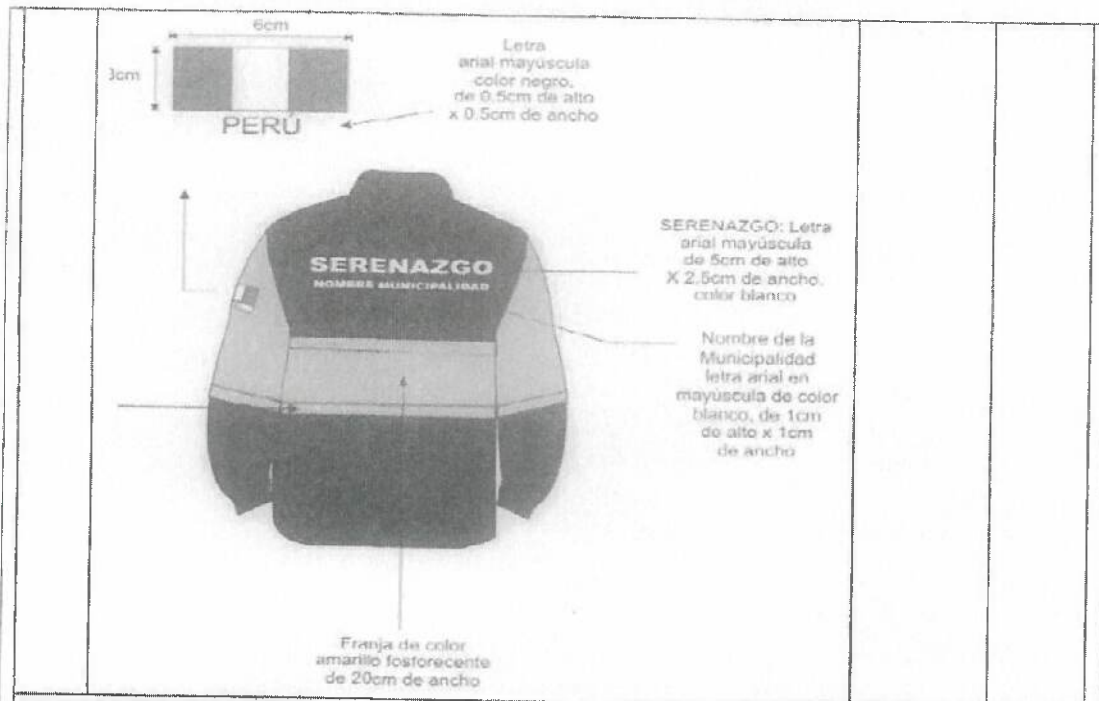 6cm
3cm
PERÚ
Letra
arial mayúscula
color negro,
de 0.5cm de alto
x 0.5cm de ancho
SERENAZGO
NOMBRE MUNICIPALIDAD
SERENAZGO: Letra
arial mayúscula
de 5cm de alto
X 2.5cm de ancho,
color blanco
Nombre de la
Municipalidad
letra arial en
mayúscula de color
blanco, de 1cm
de alto x 1cm
de ancho
Franja de color
amarillo fosforecente
de 20cm de ancho